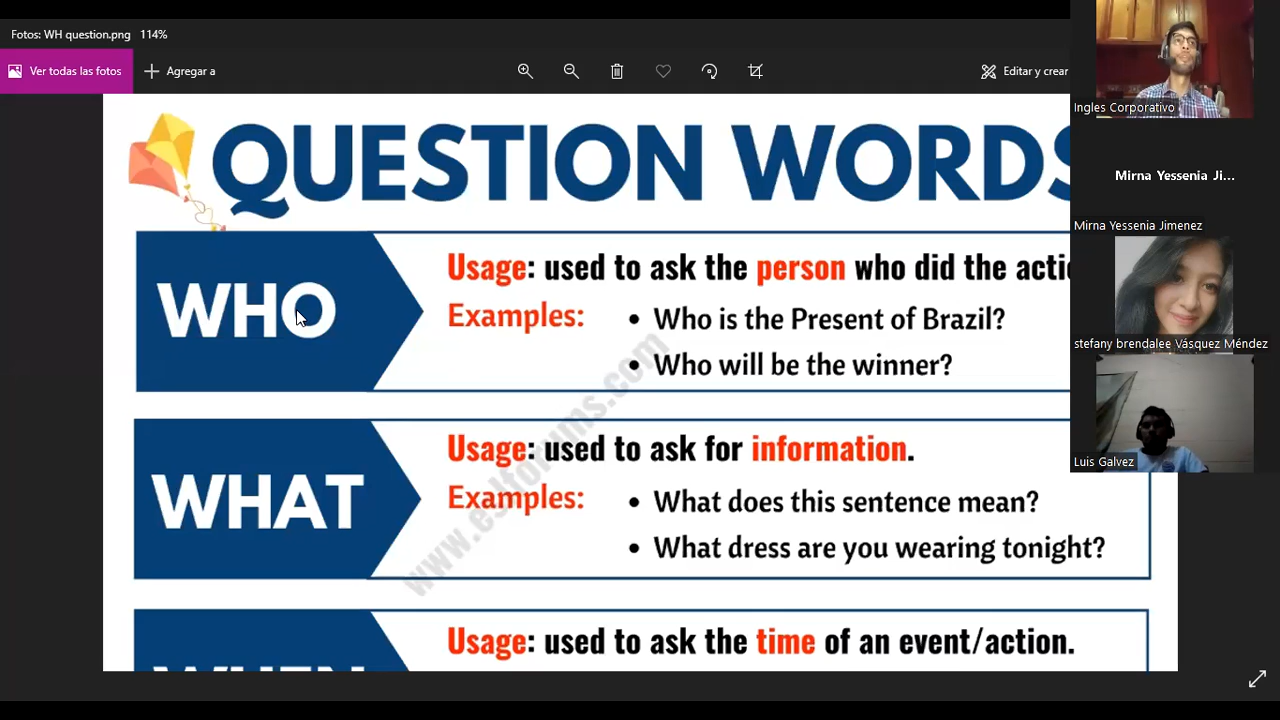 Fotos: WH question.png 114%
Ver todas las fotos
Agregar a
Editar y crear
QUESTION WORDS
WHO
Usage: used to ask the person who did the
Examples:
• Who is the Present of Brazil?
• Who will be the winner?
WHAT
Usage: used to ask for information.
Examples:
• What does this sentence mean?
• What dress are you wearing tonight?
WHEN
Usage: used to ask the time of an event/action.
www.eslforums.com
Ingles Corporativo
Mirna Yessenia Ji...
Mirna Yessenia Jimenez
stefany brendalee Vásquez Méndez
Luis Galvez